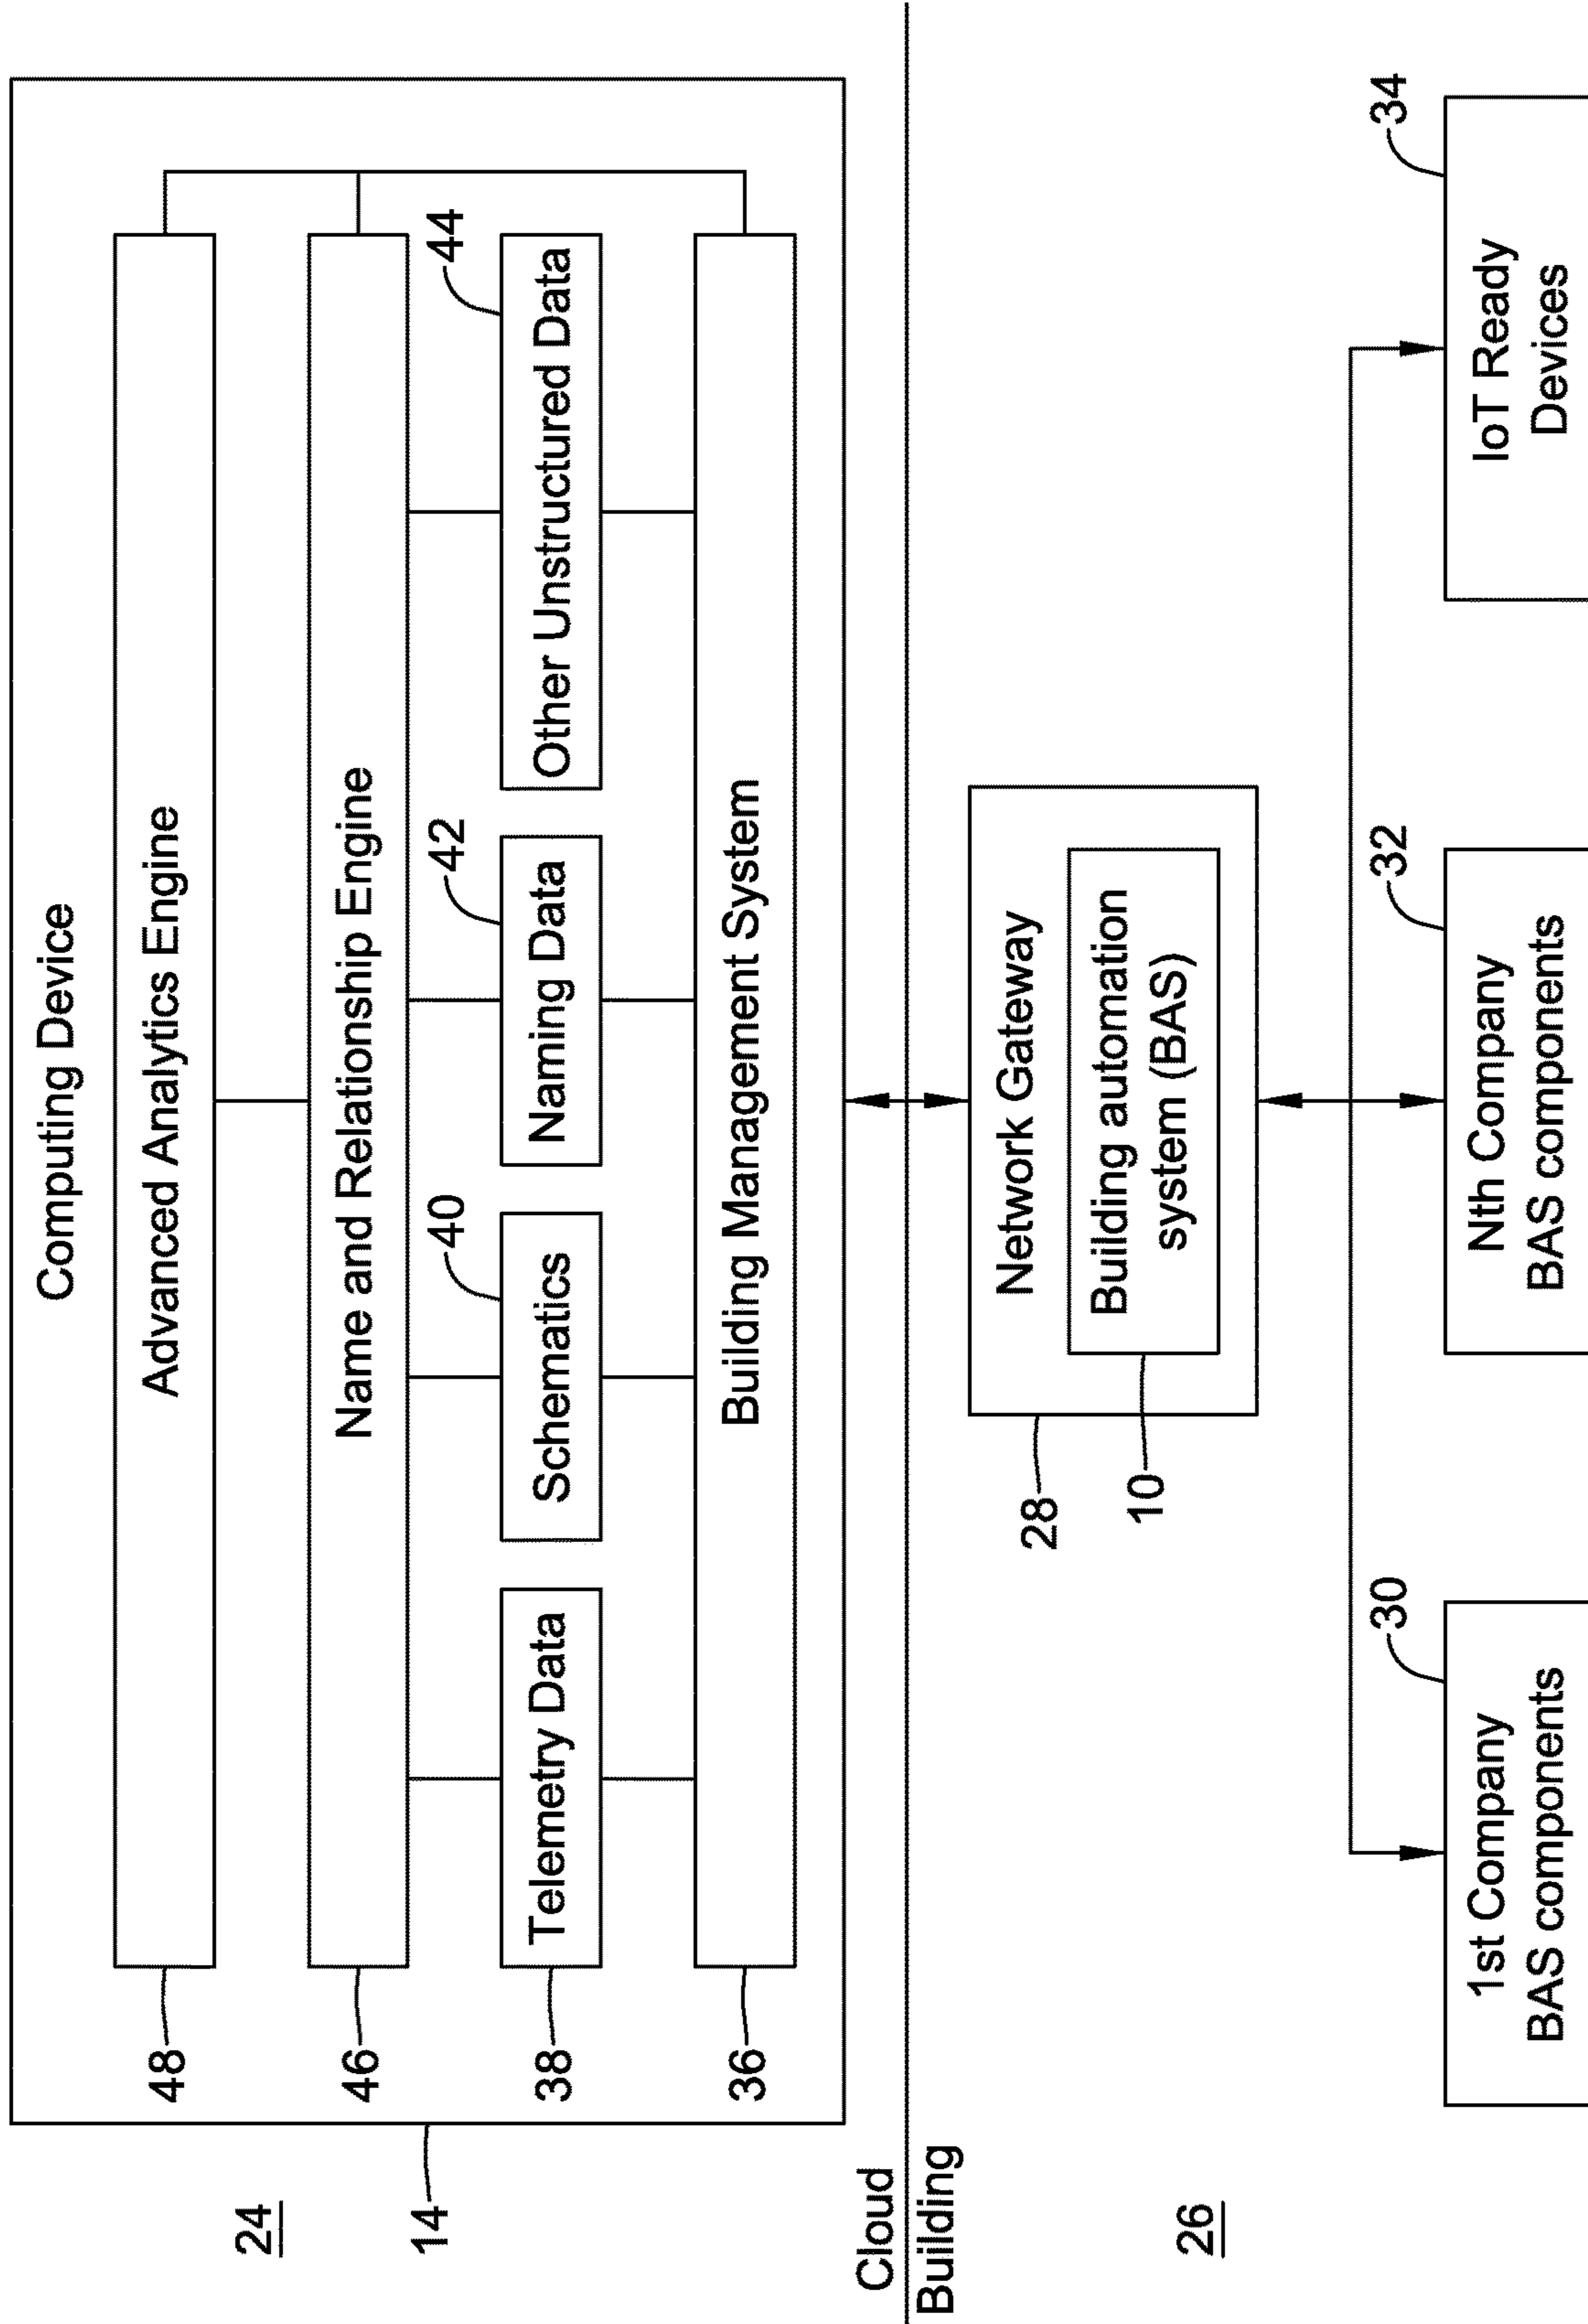 Computing Device
Advanced Analytics Engine
48
Name and Relationship Engine
46
40
42
44
Telemetry Data
Schematics
Naming Data
Other Unstructured Data
38
Building Management System
36
24
14
Cloud
Building
Network Gateway
Building automation
system (BAS)
28
10
26
30
32
34
1st Company
BAS components
Nth Company
BAS components
IoT Ready
Devices